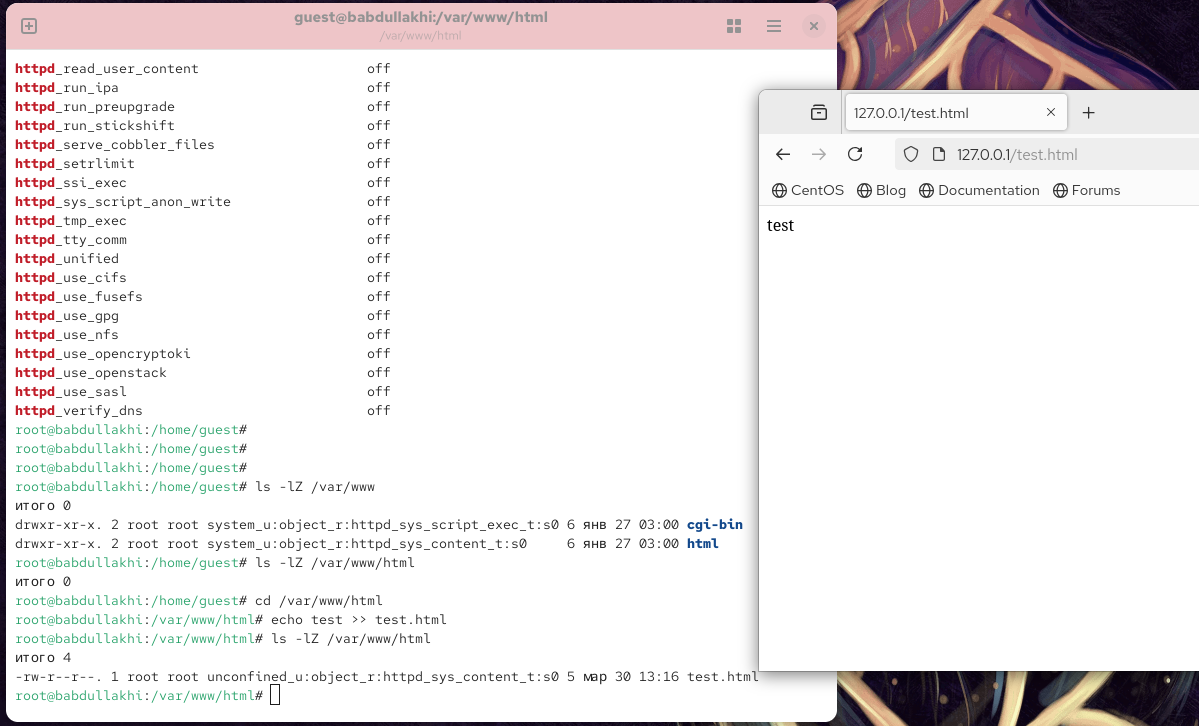 guest@babdullakhi:/var/www/html
/var/www/html
httpd_read_user_content off
httpd_run_ipa off
httpd_run_preupgrade off
httpd_run_stickshift off
httpd_serve_cobbler_files off
httpd_setrlimit off
httpd_ssi_exec off
httpd_sys_script_anon_write off
httpd_tmp_exec off
httpd_tty_comm off
httpd_unified off
httpd_use_cifs off
httpd_use_fusefs off
httpd_use_gpg off
httpd_use_nfs off
httpd_use_opencryptoki off
httpd_use_openstack off
httpd_use_sasl off
httpd_verify_dns off
root@babdullakhi:/home/guest#
root@babdullakhi:/home/guest#
root@babdullakhi:/home/guest#
root@babdullakhi:/home/guest# ls -lZ /var/www
итого 0
drwxr-xr-x. 2 root root system_u:object_r:httpd_sys_script_exec_t:s0 6 янв 27 03:00 cgi-bin
drwxr-xr-x. 2 root root system_u:object_r:httpd_sys_content_t:s0 6 янв 27 03:00 html
root@babdullakhi:/home/guest# ls -lZ /var/www/html
итого 0
root@babdullakhi:/home/guest# cd /var/www/html
root@babdullakhi:/var/www/html# echo test >> test.html
root@babdullakhi:/var/www/html# ls -lZ /var/www/html
итого 4
-rw-r--r--. 1 root root unconfined_u:object_r:httpd_sys_content_t:s0 5 мар 30 13:16 test.html
root@babdullakhi:/var/www/html#
127.0.0.1/test.html
127.0.0.1/test.html
CentOS Blog Documentation Forums
test